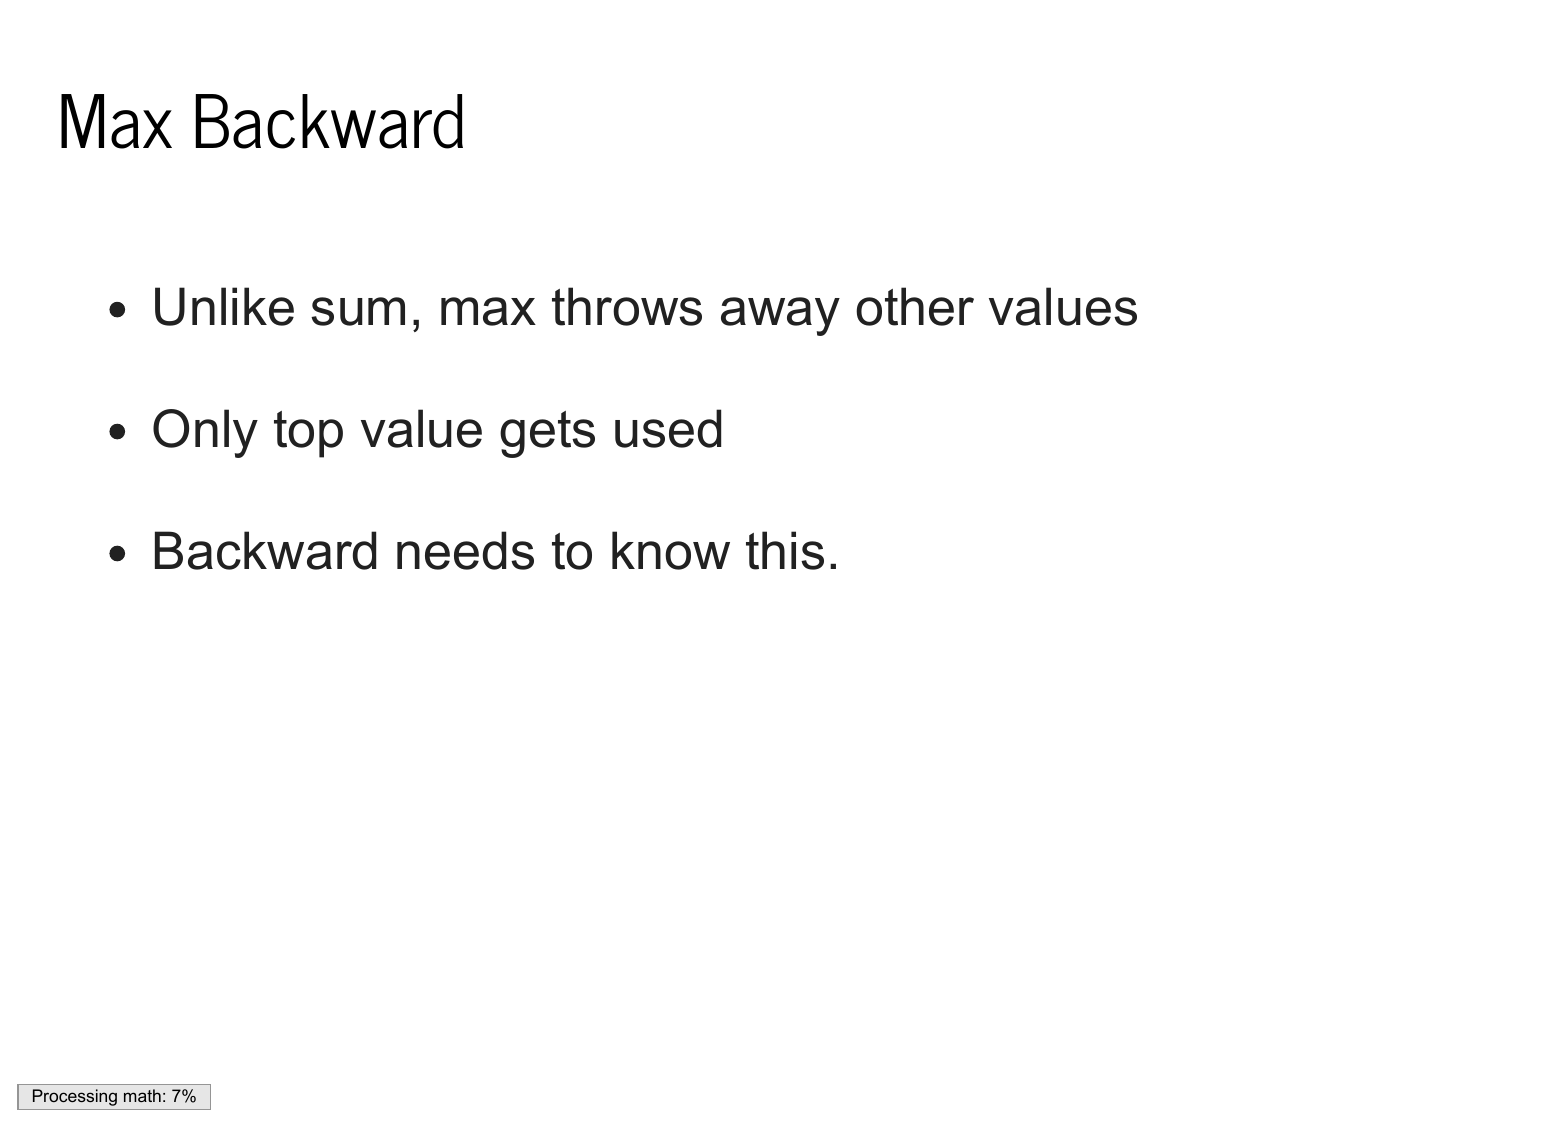 Max Backward
• Unlike sum, max throws away other values
• Only top value gets used
• Backward needs to know this.
Processing math: 7%